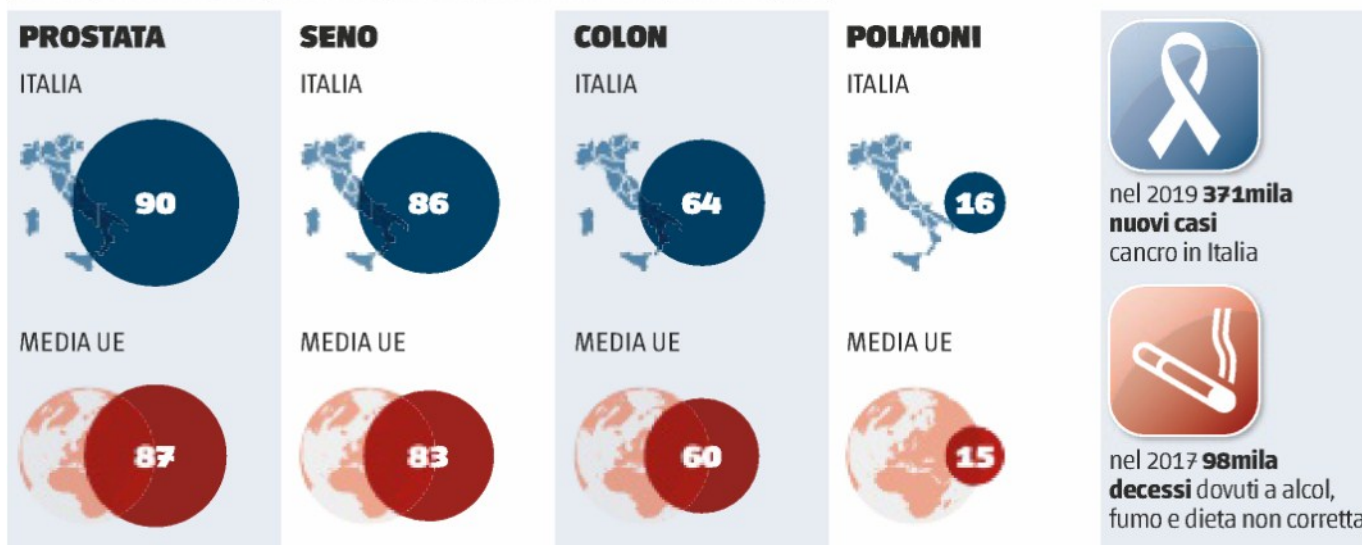 PROSTATA
ITALIA
90
MEDIA UE
87
SENO
ITALIA
86
MEDIA UE
83
COLON
ITALIA
64
MEDIA UE
60
POLMONI
ITALIA
16
MEDIA UE
15
nel 2019 371mila
nuovi casi
cancro in Italia
nel 2017 98mila
decessi dovuti a alcol,
fumo e dieta non corretta